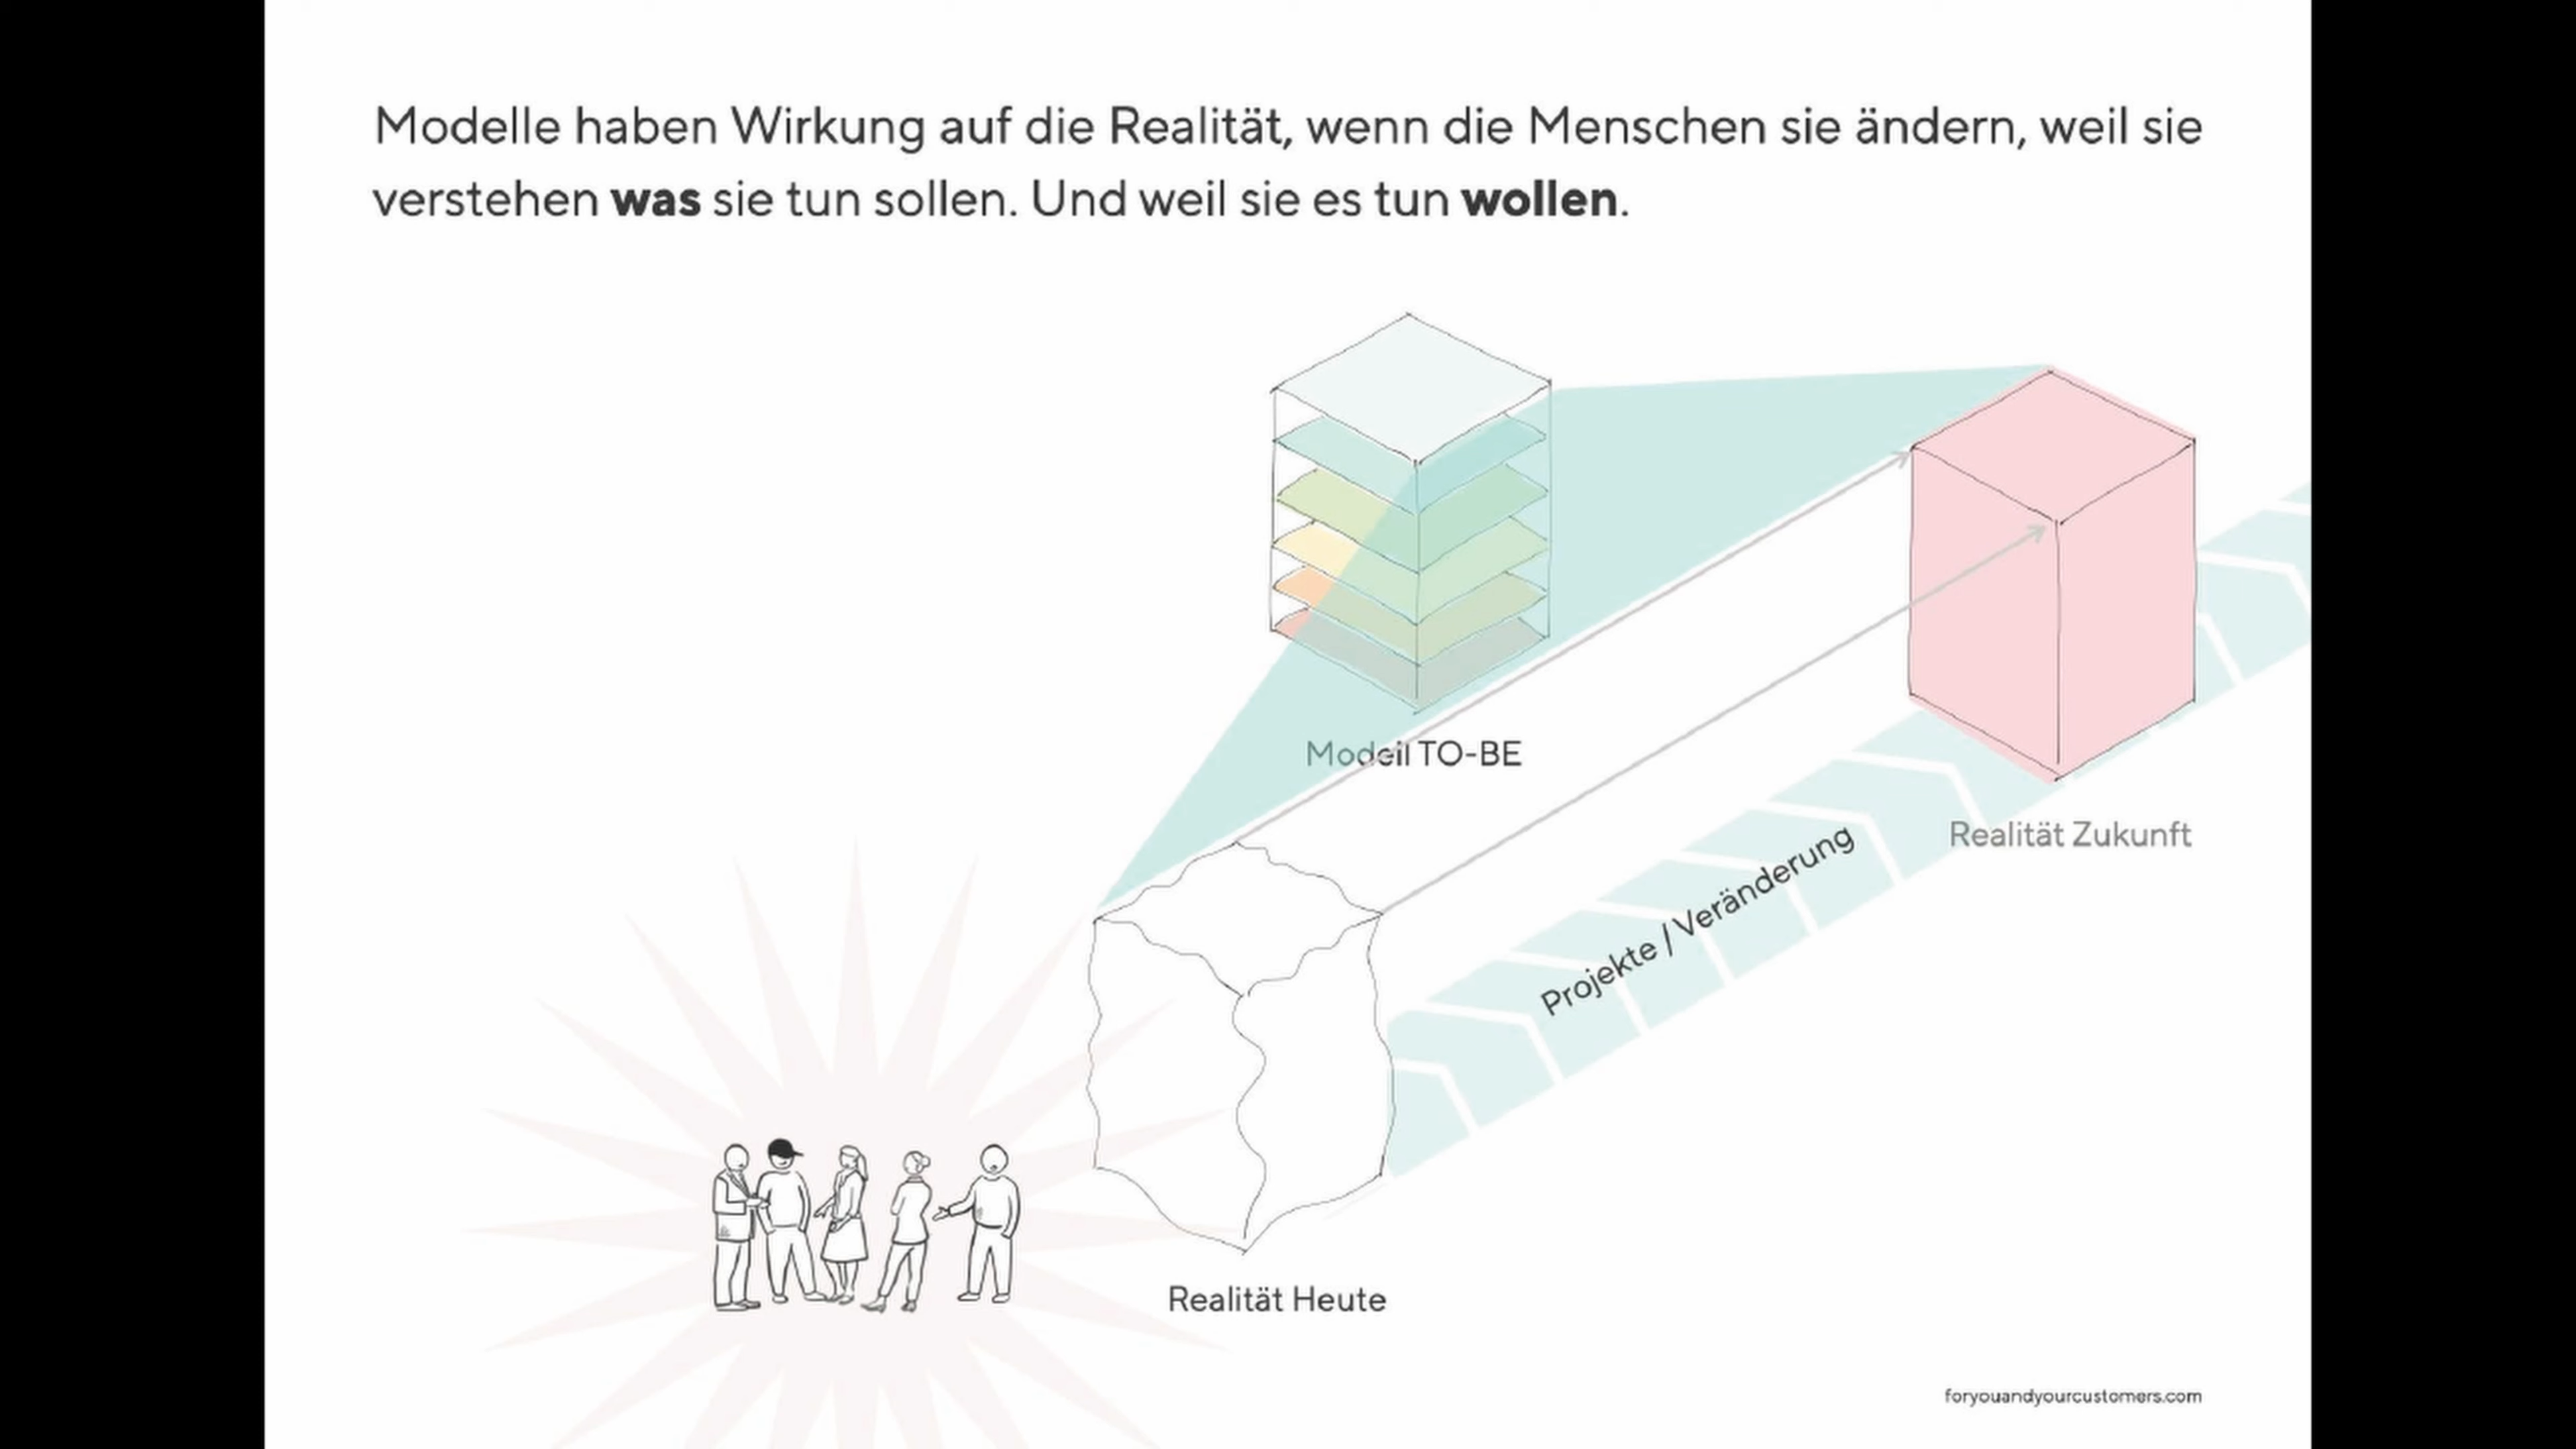 Modelle haben Wirkung auf die Realität, wenn die Menschen sie ändern, weil sie
verstehen was sie tun sollen. Und weil sie es tun wollen.
Modell TO-BE
Realität Zukunft
Projekte / Veränderung
Realität Heute
foryouandyourcustomers.com